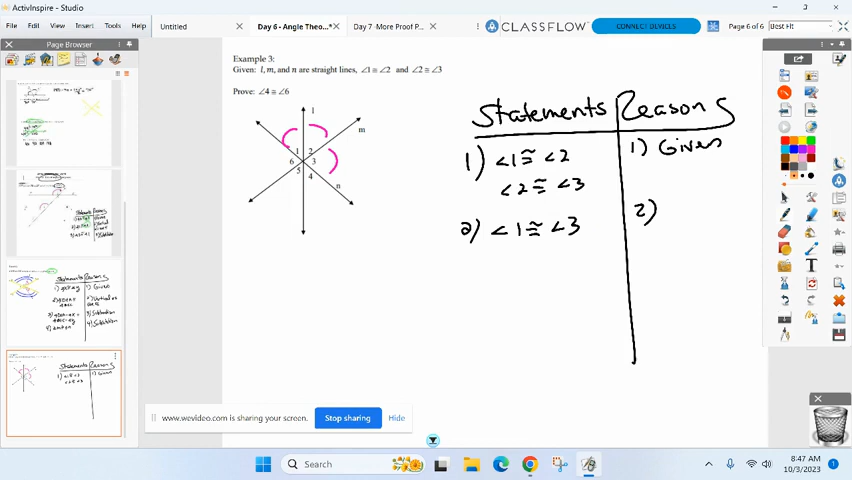 ActivInspire - Studio
File Edit View Insert Tools Help
Untitled
Day 6 - Angle Theo...*
Day 7 -More Proof P...
CLASSFLOW
CONNECT DEVICES
Page 6 of 6
Best Fit
Page Browser
Example 3:
Given: l, m, and n are straight lines, ∠1 ≅ ∠2 and ∠2 ≅ ∠3
Prove: ∠4 ≅ ∠6
l
m
1 2
6 3
5 4
n
Statements Reasons
1) ∠1 ≅ ∠2 1) Given
∠2 ≅ ∠3
2)
2) ∠1 ≅ ∠3
www.wevideo.com is sharing your screen.
Stop sharing
Hide
Search
8:47 AM
10/3/2023